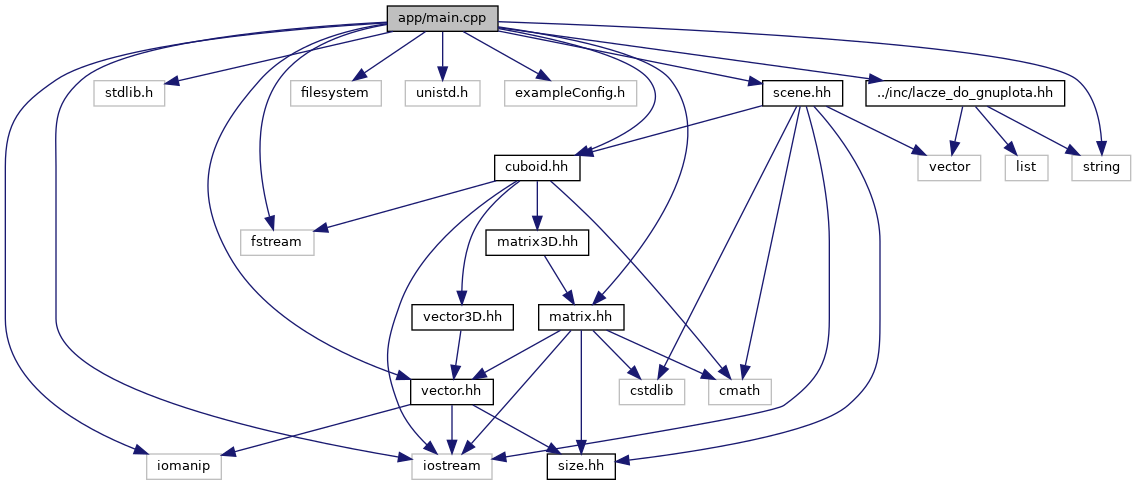 app/main.cpp
stdlib.h
filesystem
unistd.h
exampleConfig.h
scene.hh
../inc/lacze_do_gnuplota.hh
cuboid.hh
vector
list
string
fstream
matrix3D.hh
vector3D.hh
matrix.hh
vector.hh
cstdlib
cmath
iomanip
iostream
size.hh